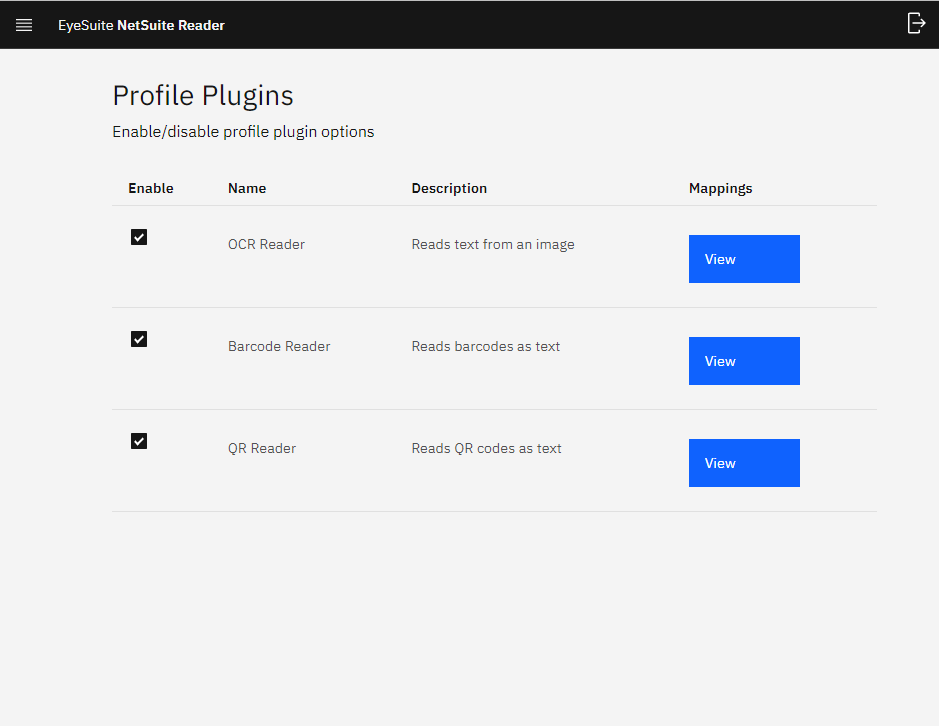 EyeSuite NetSuite Reader
Profile Plugins
Enable/disable profile plugin options
Enable Name Description Mappings
OCR Reader Reads text from an image View
Barcode Reader Reads barcodes as text View
QR Reader Reads QR codes as text View